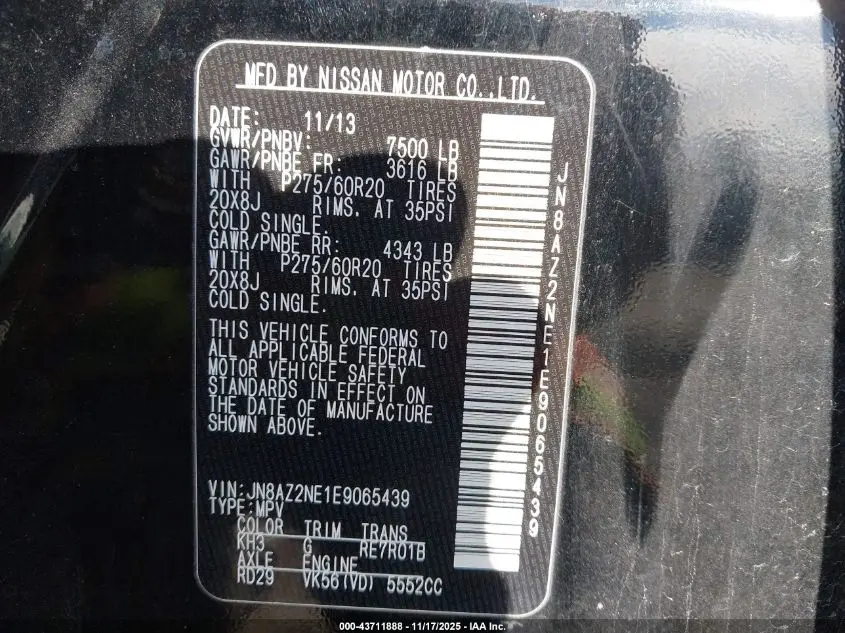 MFD BY NISSAN MOTOR CO.,LTD.
DATE: 11/13
GVWR/PNBV: 7500 LB
GAWR/PNBE FR: 3616 LB
WITH P275/60R20 TIRES
20X8J RIMS. AT 35PSI
COLD SINGLE.
GAWR/PNBE RR: 4343 LB
WITH P275/60R20 TIRES
20X8J RIMS. AT 35PSI
COLD SINGLE.
THIS VEHICLE CONFORMS TO
ALL APPLICABLE FEDERAL
MOTOR VEHICLE SAFETY
STANDARDS IN EFFECT ON
THE DATE OF MANUFACTURE
SHOWN ABOVE.
VIN:JN8AZ2NE1E9065439
TYPE:MPV
COLOR TRIM TRANS
KH3 G RE7R01B
AXLE ENGINE
RD29 VK56(VD) 5552CC
JN8AZ2NE1E9065439
000-43711888 - 11/17/2025 - IAA Inc.